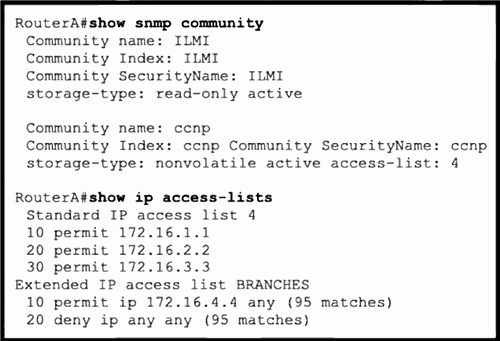 RouterA#show snmp community
Community name: ILMI
Community Index: ILMI
Community SecurityName: ILMI
storage-type: read-only active
Community name: ccnp
Community Index: ccnp Community SecurityName: ccnp
storage-type: nonvolatile active access-list: 4
RouterA#show ip access-lists
Standard IP access list 4
10 permit 172.16.1.1
20 permit 172.16.2.2
30 permit 172.16.3.3
Extended IP access list BRANCHES
10 permit ip 172.16.4.4 any (95 matches)
20 deny ip any any (95 matches)